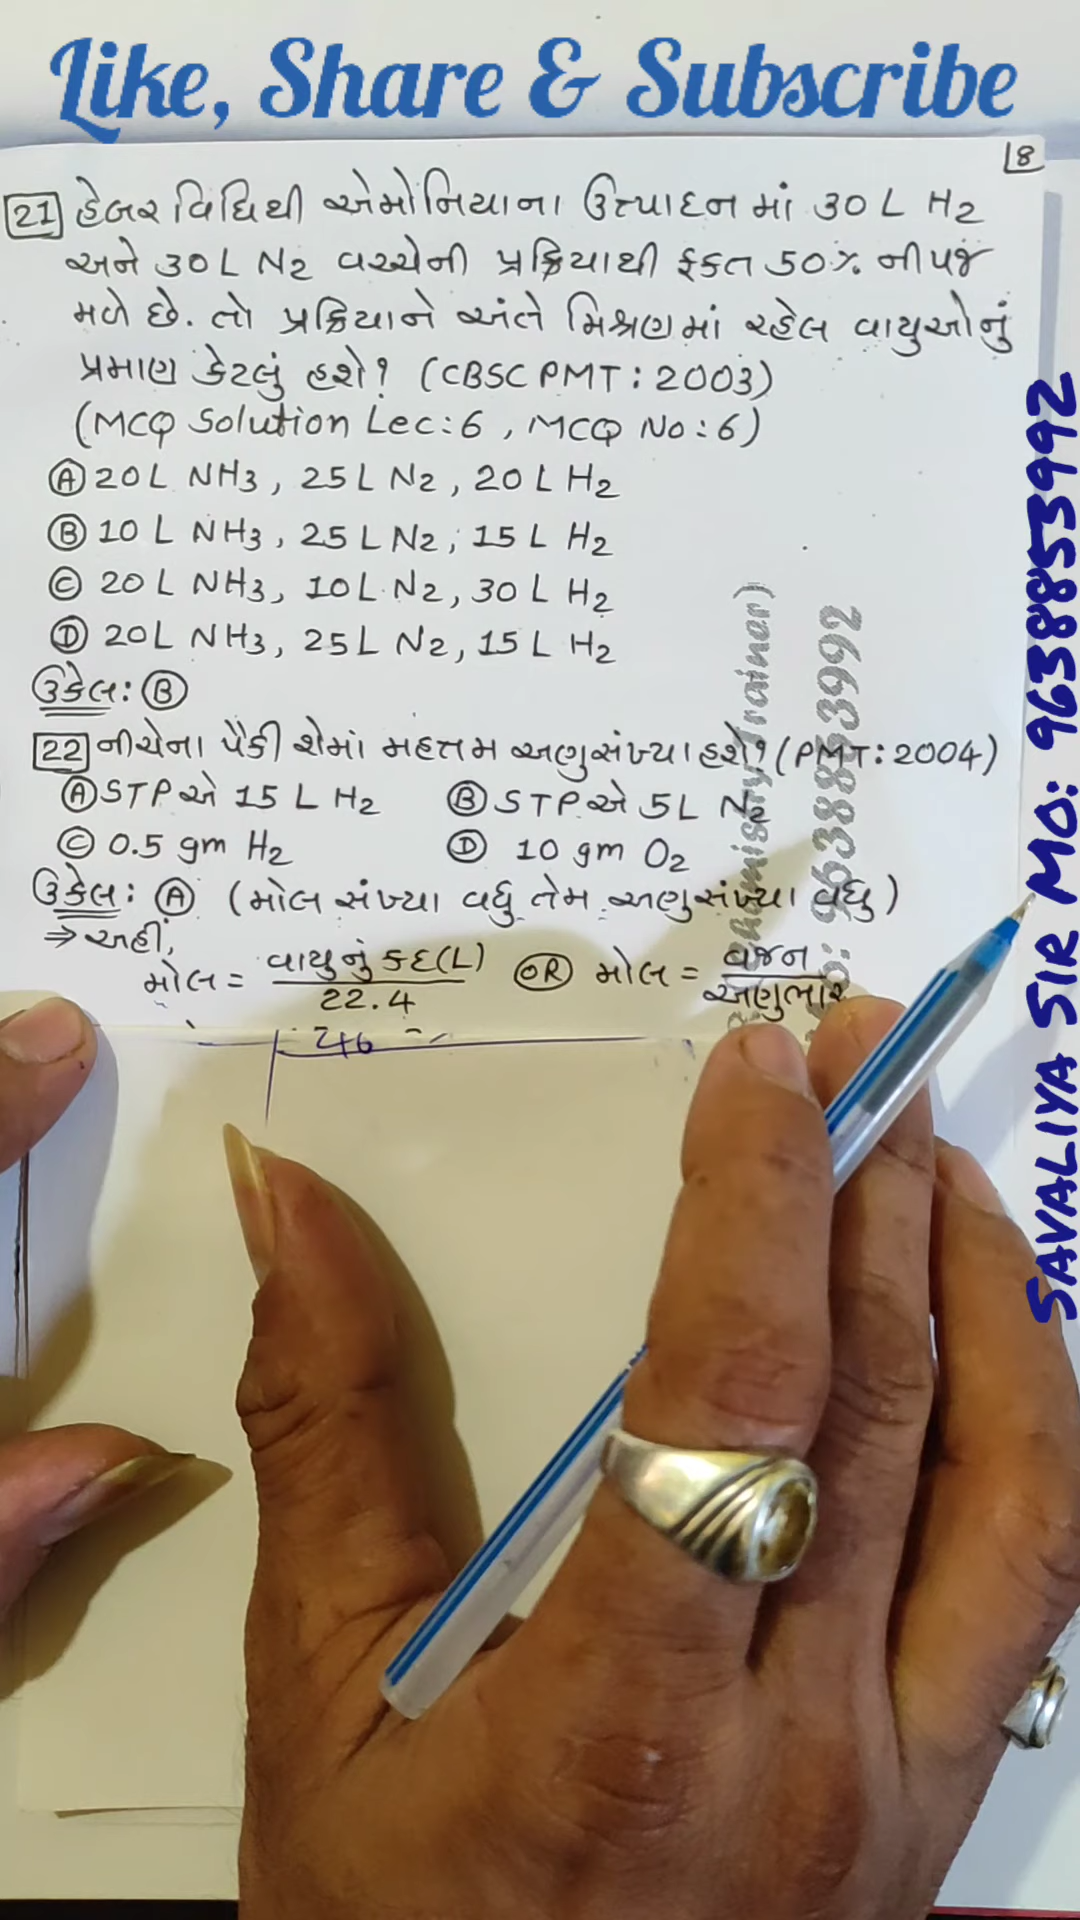 Like, Share & Subscribe
18
21 હેબર વિધિથી એમોનિયાના ઉત્પાદન માં 30 L H2
અને 30 L N2 વચ્ચેની પ્રક્રિયાથી ફકત 50% નીપજ
મળે છે. તો પ્રક્રિયાને અંતે મિશ્રણમાં રહેલ વાયુઓનું
પ્રમાણ કેટલું હશે? (CBSC PMT : 2003)
(MCQ Solution Lec : 6 , MCQ No : 6)
(A) 20 L NH3 , 25 L N2 , 20 L H2
(B) 10 L NH3 , 25 L N2 , 15 L H2
(C) 20 L NH3 , 10 L N2 , 30 L H2
(D) 20 L NH3 , 25 L N2 , 15 L H2
ઉકેલ : (B)
22 નીચેના પૈકી શેમાં મહત્તમ અણુસંખ્યા હશે? (PMT : 2004)
(A) STP એ 15 L H2 (B) STP એ 5 L N2
(C) 0.5 gm H2 (D) 10 gm O2
ઉકેલ : (A) (મોલ સંખ્યા વધુ તેમ અણુસંખ્યા વધુ)
⇒ અહીં,
મોલ = વાયુનું કદ (L) / 22.4 (OR) મોલ = વજન / અણુભાર
SAVALIYA SIR MO: 9638853992
(Chemistry Trainer)
Mo: 9638853992